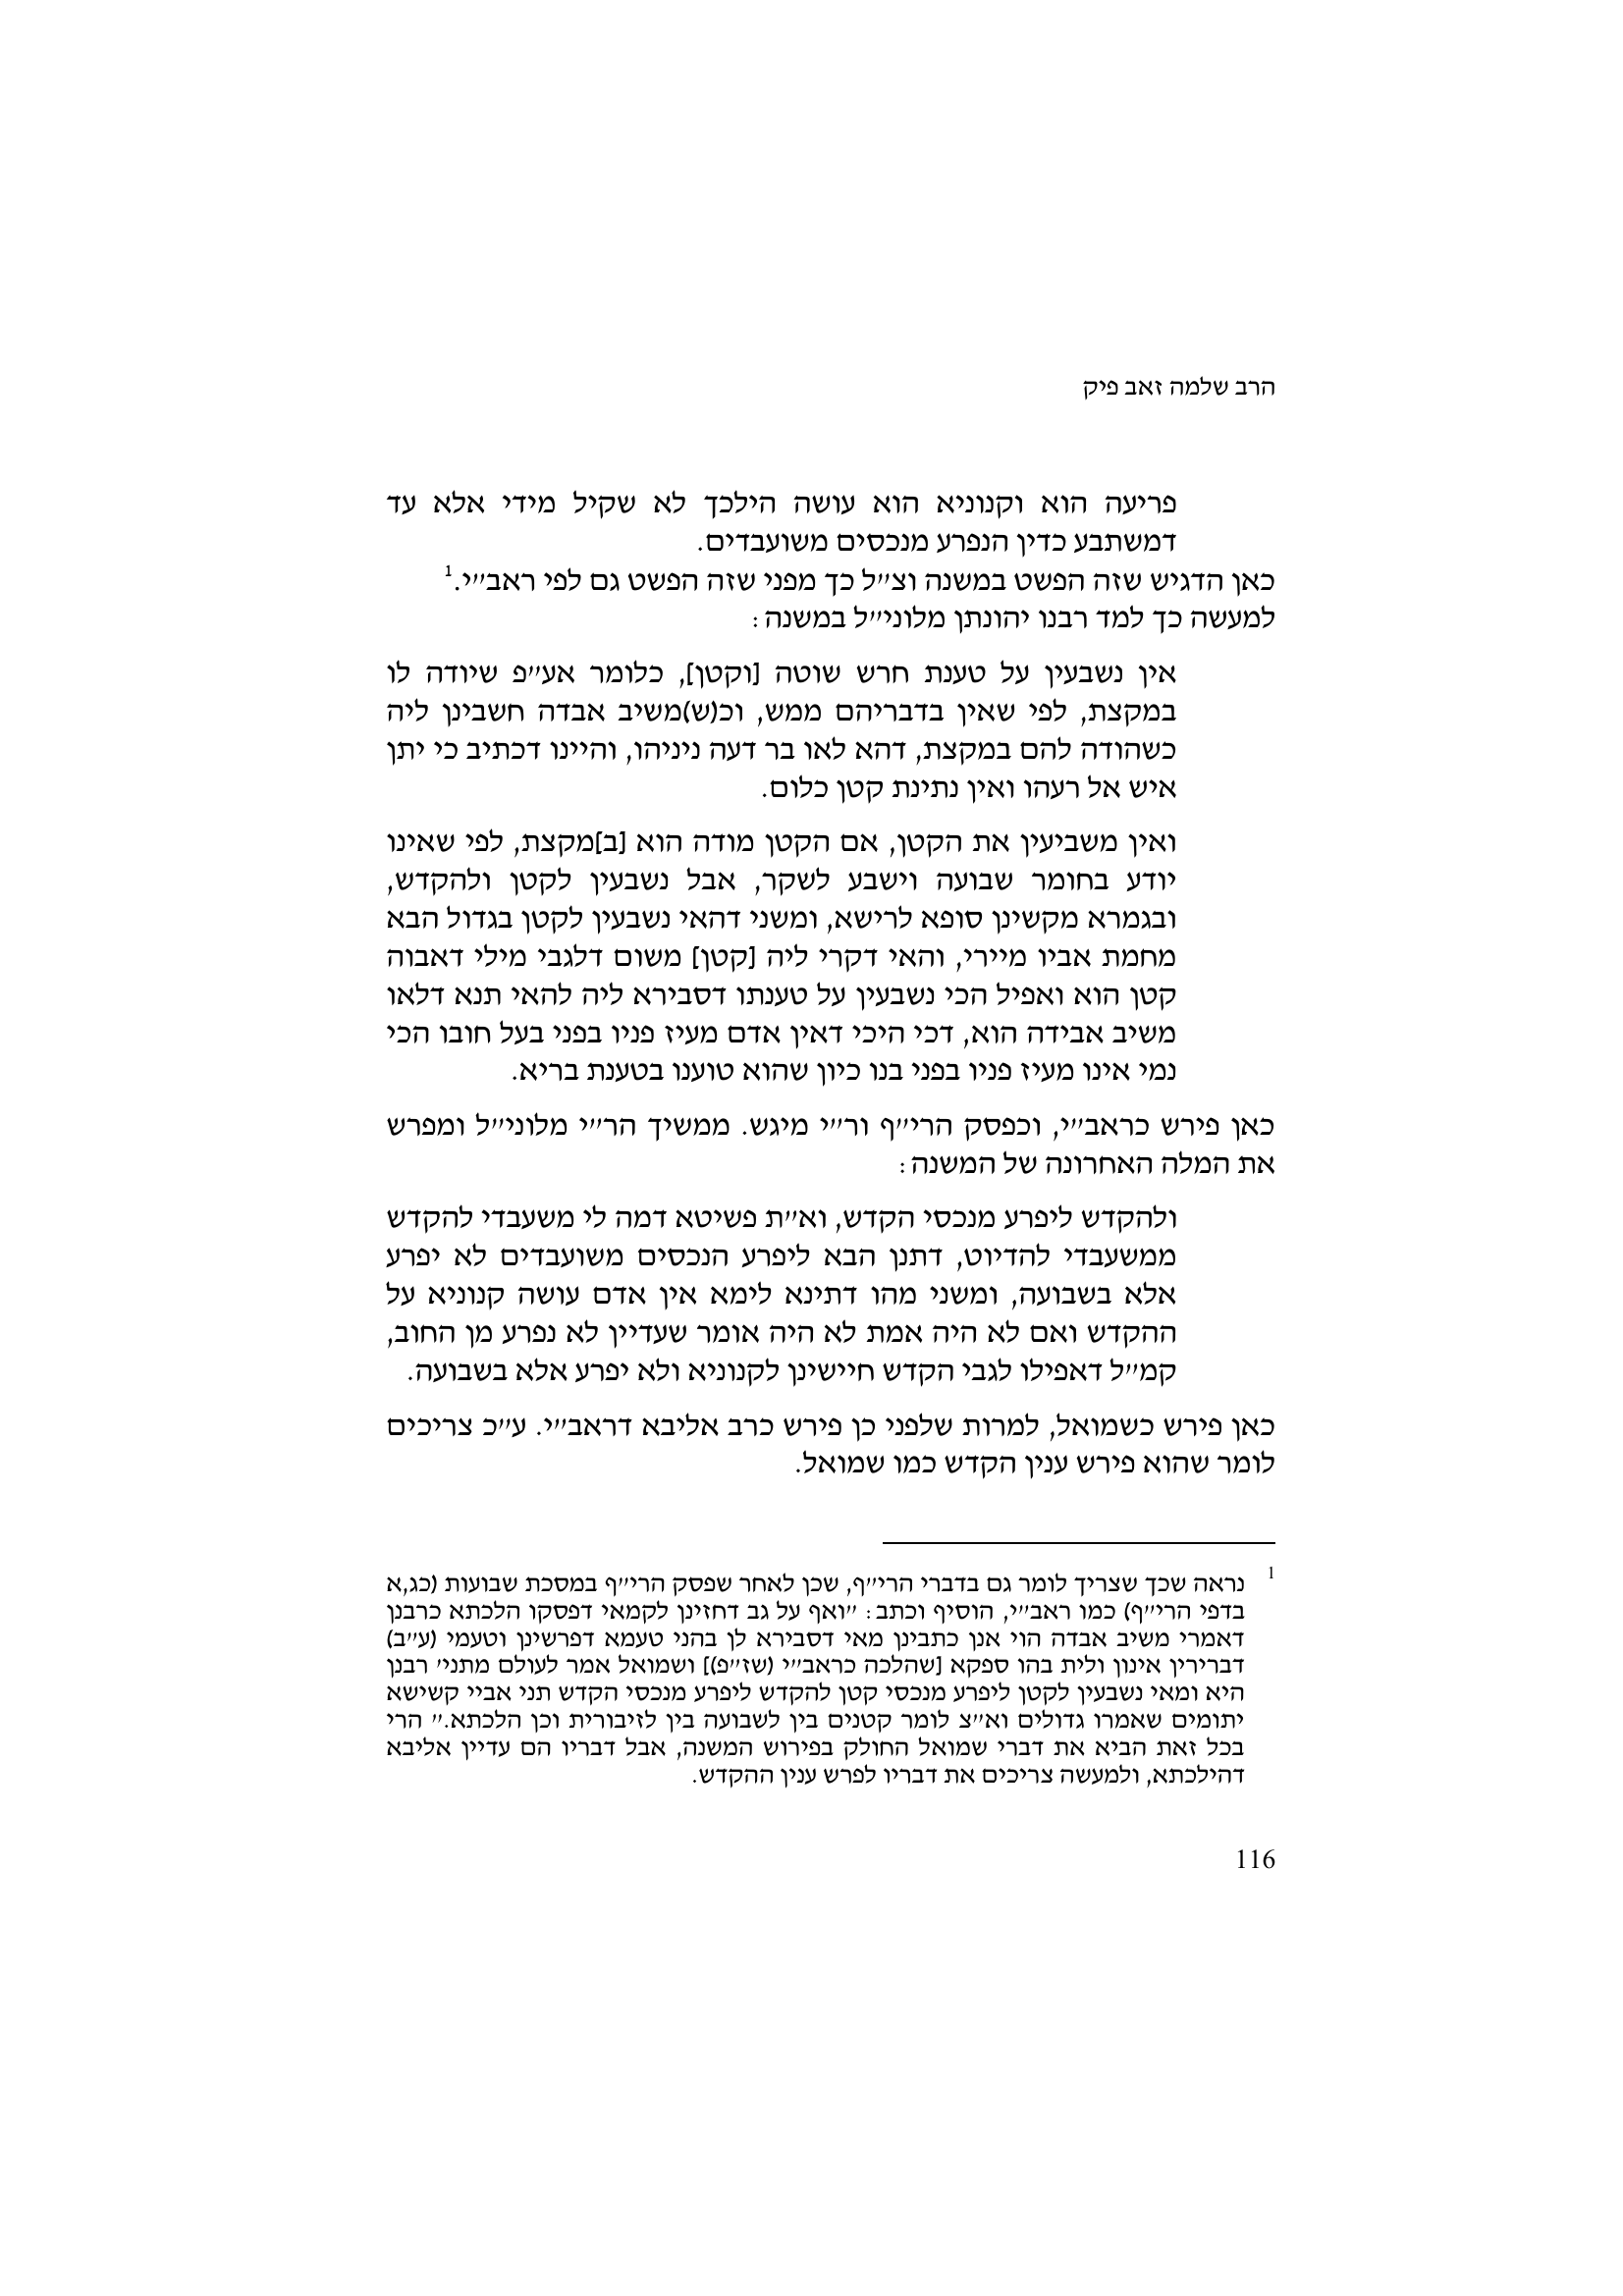 הרב שלמה זאב פיק
פריעה הוא וקנוניא הוא עושה הילכך לא שקיל מידי אלא עד
דמשתבע כדין הנפרע מנכסים משועבדים.
כאן הדגיש שזה הפשט במשנה וצ"ל כך מפני שזה הפשט גם לפי ראב"י.1
למעשה כך למד רבנו יהונתן מלוני"ל במשנה:
אין נשבעין על טענת חרש שוטה [וקטן], כלומר אע"פ שיודה לו
במקצת, לפי שאין בדבריהם ממש, וכ(ש)משיב אבדה חשבינן ליה
כשהודה להם במקצת, דהא לאו בר דעה ניניהו, והיינו דכתיב כי יתן
איש אל רעהו ואין נתינת קטן כלום.
ואין משביעין את הקטן, אם הקטן מודה הוא [ב]מקצת, לפי שאינו
יודע בחומר שבועה וישבע לשקר, אבל נשבעין לקטן ולהקדש,
ובגמרא מקשינן סופא לרישא, ומשני דהאי נשבעין לקטן בגדול הבא
מחמת אביו מיירי, והאי דקרי ליה [קטן] משום דלגבי מילי דאבוה
קטן הוא ואפיל הכי נשבעין על טענתו דסבירא ליה להאי תנא דלאו
משיב אבידה הוא, דכי היכי דאין אדם מעיז פניו בפני בעל חובו הכי
נמי אינו מעיז פניו בפני בנו כיון שהוא טוענו בטענת בריא.
כאן פירש כראב"י, וכפסק הרי"ף ור"י מיגש. ממשיך הר"י מלוני"ל ומפרש
את המלה האחרונה של המשנה:
ולהקדש ליפרע מנכסי הקדש, וא"ת פשיטא דמה לי משעבדי להקדש
ממשעבדי להדיוט, דתנן הבא ליפרע הנכסים משועבדים לא יפרע
אלא בשבועה, ומשני מהו דתינא לימא אין אדם עושה קנוניא על
ההקדש ואם לא היה אמת לא היה אומר שעדיין לא נפרע מן החוב,
קמ"ל דאפילו לגבי הקדש חיישינן לקנוניא ולא יפרע אלא בשבועה.
כאן פירש כשמואל, למרות שלפני כן פירש כרב אליבא דראב"י. ע"כ צריכים
לומר שהוא פירש ענין הקדש כמו שמואל.
1 נראה שכך שצריך לומר גם בדברי הרי"ף, שכן לאחר שפסק הרי"ף במסכת שבועות (כג,א
בדפי הרי"ף) כמו ראב"י, הוסיף וכתב: "ואף על גב דחזינן לקמאי דפסקו הלכתא כרבנן
דאמרי משיב אבדה הוי אנן כתבינן מאי דסבירא לן בהני טעמא דפרשינן וטעמי (ע"ב)
דברירין אינון ולית בהו ספקא [שהלכה כראב"י (שז"פ)] ושמואל אמר לעולם מתני' רבנן
היא ומאי נשבעין לקטן ליפרע מנכסי קטן להקדש ליפרע מנכסי הקדש תני אביי קשישא
יתומים שאמרו גדולים וא"צ לומר קטנים בין לשבועה בין לזיבורית וכן הלכתא." הרי
בכל זאת הביא את דברי שמואל החולק בפירוש המשנה, אבל דבריו הם עדיין אליבא
דהילכתא, ולמעשה צריכים את דבריו לפרש ענין ההקדש.
116